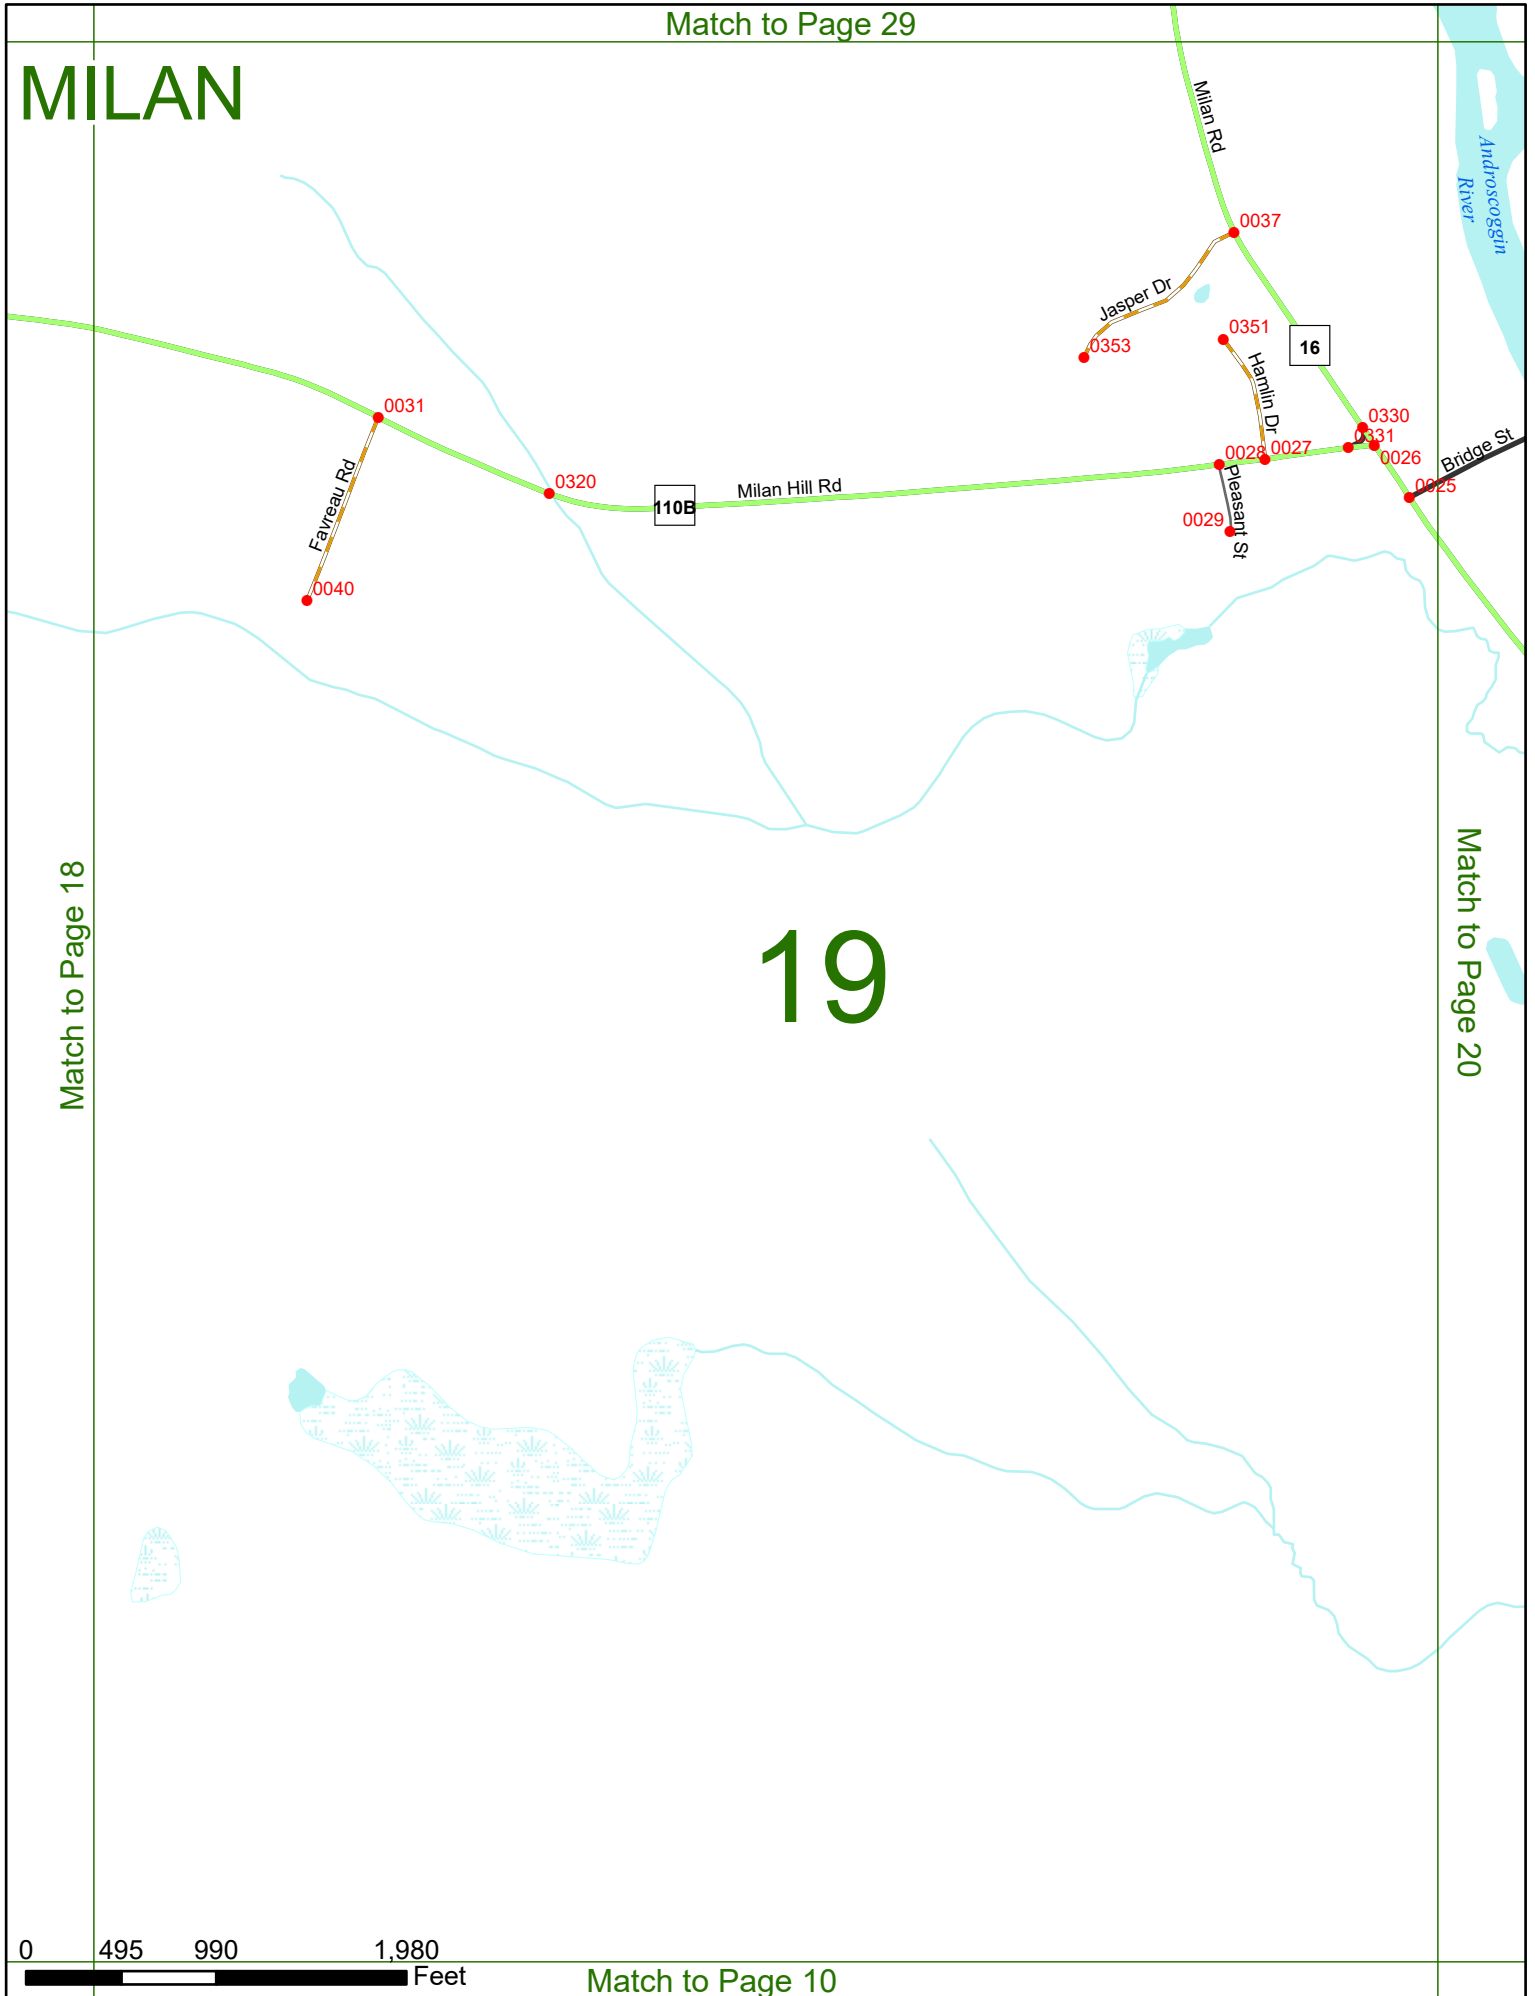 Match to Page 29
MILAN
Milan Rd
Androscoggin
River
0037
Jasper Dr
0353
0351
16
Hamlin Dr
0031
0330
0331
0026
0027
0028
Bridge St
0025
Favreau Rd
0320
110B
Milan Hill Rd
Pleasant St
0029
0040
Match to Page 18
19
Match to Page 20
0 495 990 1,980
Feet
Match to Page 10